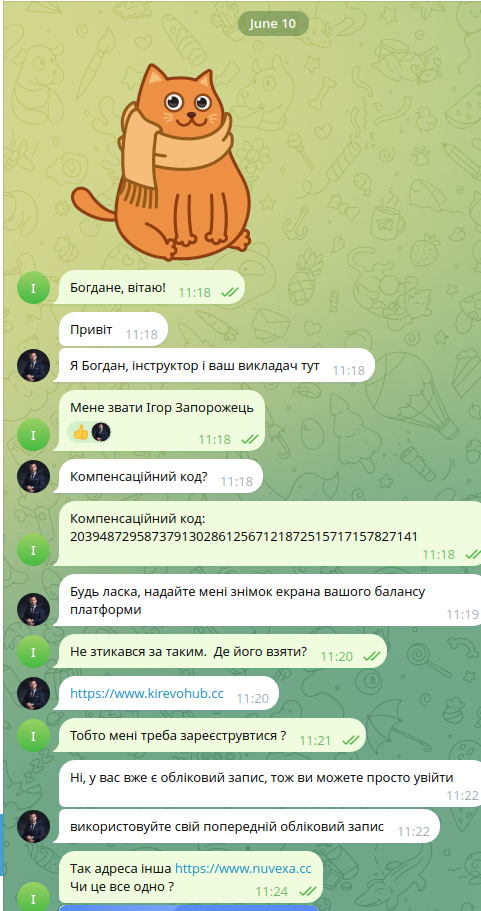 June 10
Богдане, вітаю! 11:18
Привіт 11:18
Я Богдан, інструктор і ваш викладач тут 11:18
Мене звати Ігор Запорожець
11:18
Компенсаційний код? 11:18
Компенсаційний код:
20394872958737913028612567121872515717157827141
11:18
Будь ласка, надайте мені знімок екрана вашого балансу
платформи
11:19
Не зтикався за таким. Де його взяти? 11:20
https://www.kirevohub.cc 11:20
Тобто мені треба зареєструтися ? 11:21
Ні, у вас вже є обліковий запис, тож ви можете просто увійти
11:22
використовуйте свій попередній обліковий запис 11:22
Так адреса інша https://www.nuvexa.cc
Чи це все одно ? 11:24